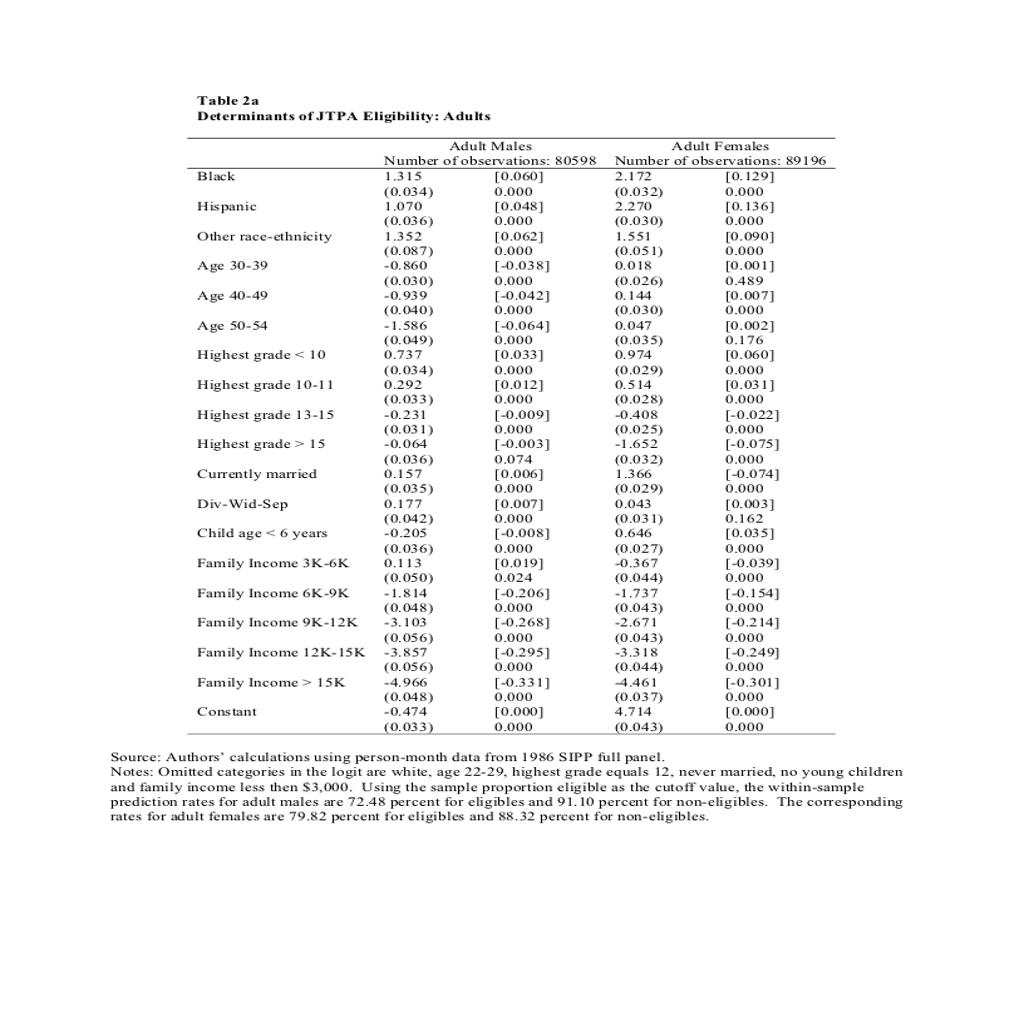 Table 2a
Determinants of JTPA Eligibility: Adults
Adult Males Adult Females
Number of observations: 80598 Number of observations: 89196
Black 1.315 [0.060] 2.172 [0.129]
(0.034) 0.000 (0.032) 0.000
Hispanic 1.070 [0.048] 2.270 [0.136]
(0.036) 0.000 (0.030) 0.000
Other race-ethnicity 1.352 [0.062] 1.551 [0.090]
(0.087) 0.000 (0.051) 0.000
Age 30-39 -0.860 [-0.038] 0.018 [0.001]
(0.030) 0.000 (0.026) 0.489
Age 40-49 -0.939 [-0.042] 0.144 [0.007]
(0.040) 0.000 (0.030) 0.000
Age 50-54 -1.586 [-0.064] 0.047 [0.002]
(0.049) 0.000 (0.035) 0.176
Highest grade < 10 0.737 [0.033] 0.974 [0.060]
(0.034) 0.000 (0.029) 0.000
Highest grade 10-11 0.292 [0.012] 0.514 [0.031]
(0.033) 0.000 (0.028) 0.000
Highest grade 13-15 -0.231 [-0.009] -0.408 [-0.022]
(0.031) 0.000 (0.025) 0.000
Highest grade > 15 -0.064 [-0.003] -1.652 [-0.075]
(0.036) 0.074 (0.032) 0.000
Currently married 0.157 [0.006] 1.366 [-0.074]
(0.035) 0.000 (0.029) 0.000
Div-Wid-Sep 0.177 [0.007] 0.043 [0.003]
(0.042) 0.000 (0.031) 0.162
Child age < 6 years -0.205 [-0.008] 0.646 [0.035]
(0.036) 0.000 (0.027) 0.000
Family Income 3K-6K 0.113 [0.019] -0.367 [-0.039]
(0.050) 0.024 (0.044) 0.000
Family Income 6K-9K -1.814 [-0.206] -1.737 [-0.154]
(0.048) 0.000 (0.043) 0.000
Family Income 9K-12K -3.103 [-0.268] -2.671 [-0.214]
(0.056) 0.000 (0.043) 0.000
Family Income 12K-15K -3.857 [-0.295] -3.318 [-0.249]
(0.056) 0.000 (0.044) 0.000
Family Income > 15K -4.966 [-0.331] -4.461 [-0.301]
(0.048) 0.000 (0.037) 0.000
Constant -0.474 [0.000] 4.714 [0.000]
(0.033) 0.000 (0.043) 0.000
Source: Authors' calculations using person-month data from 1986 SIPP full panel.
Notes: Omitted categories in the logit are white, age 22-29, highest grade equals 12, never married, no young children
and family income less then $3,000. Using the sample proportion eligible as the cutoff value, the within-sample
prediction rates for adult males are 72.48 percent for eligibles and 91.10 percent for non-eligibles. The corresponding
rates for adult females are 79.82 percent for eligibles and 88.32 percent for non-eligibles.